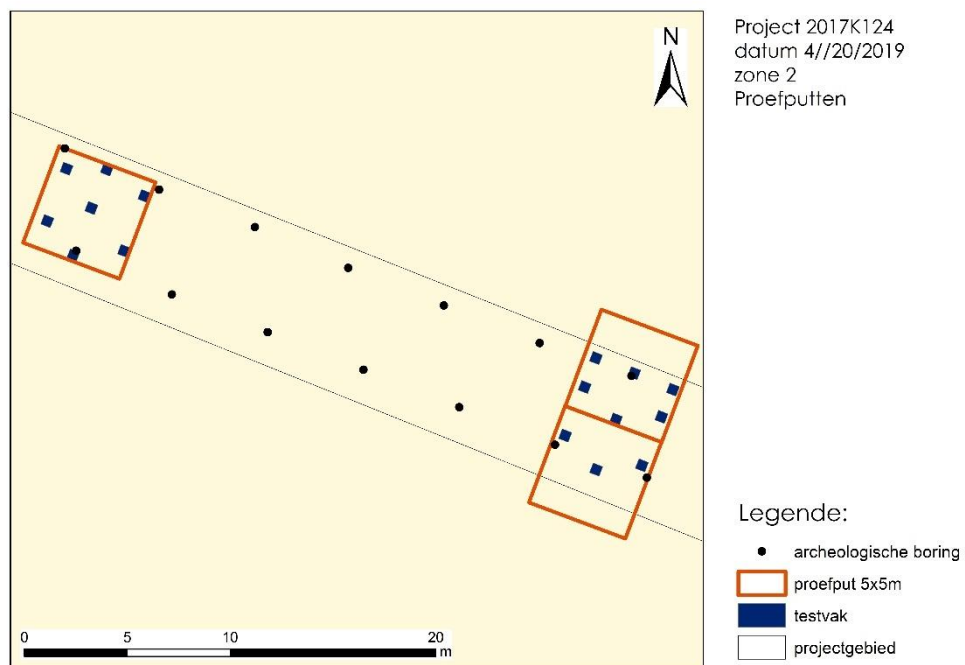 Project 2017K124
datum 4//20/2019
zone 2
Proefputten
N
Legende:
archeologische boring
proefput 5x5m
testvak
projectgebied
0 5 10 20
m